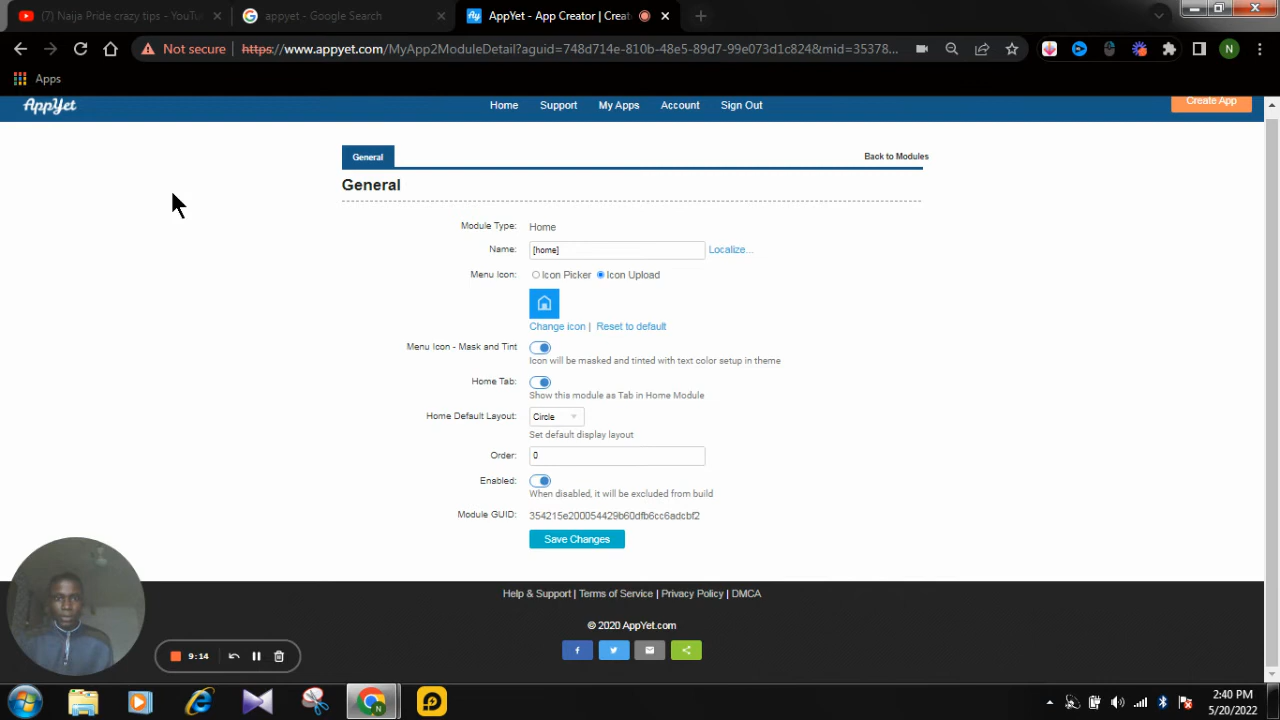 Naija Pride crazy tips - YouTu
appyet - Google Search
AppYet - App Creator | Creat
Not secure
https://www.appyet.com/MyApp2ModuleDetail?aguid=748d714e-810b-48e5-89d7-99e073d1c8248&mid=35378...
N
Apps
AppYet
Home
Support
My Apps
Account
Sign Out
Create App
General
Back to Modules
General
Module Type: Home
Name: [home] Localize...
Menu Icon: Icon Picker Icon Upload
Change icon | Reset to default
Menu Icon - Mask and Tint
Icon will be masked and tinted with text color setup in theme
Home Tab:
Show this module as Tab in Home Module
Home Default Layout: Circle
Set default display layout
Order: 0
Enabled:
When disabled, it will be excluded from build
Module GUID: 354215e200054429b60dfb6cc6adcbf2
Save Changes
Help & Support | Terms of Service | Privacy Policy | DMCA
© 2020 AppYet.com
9:14
2:40 PM
5/20/2022